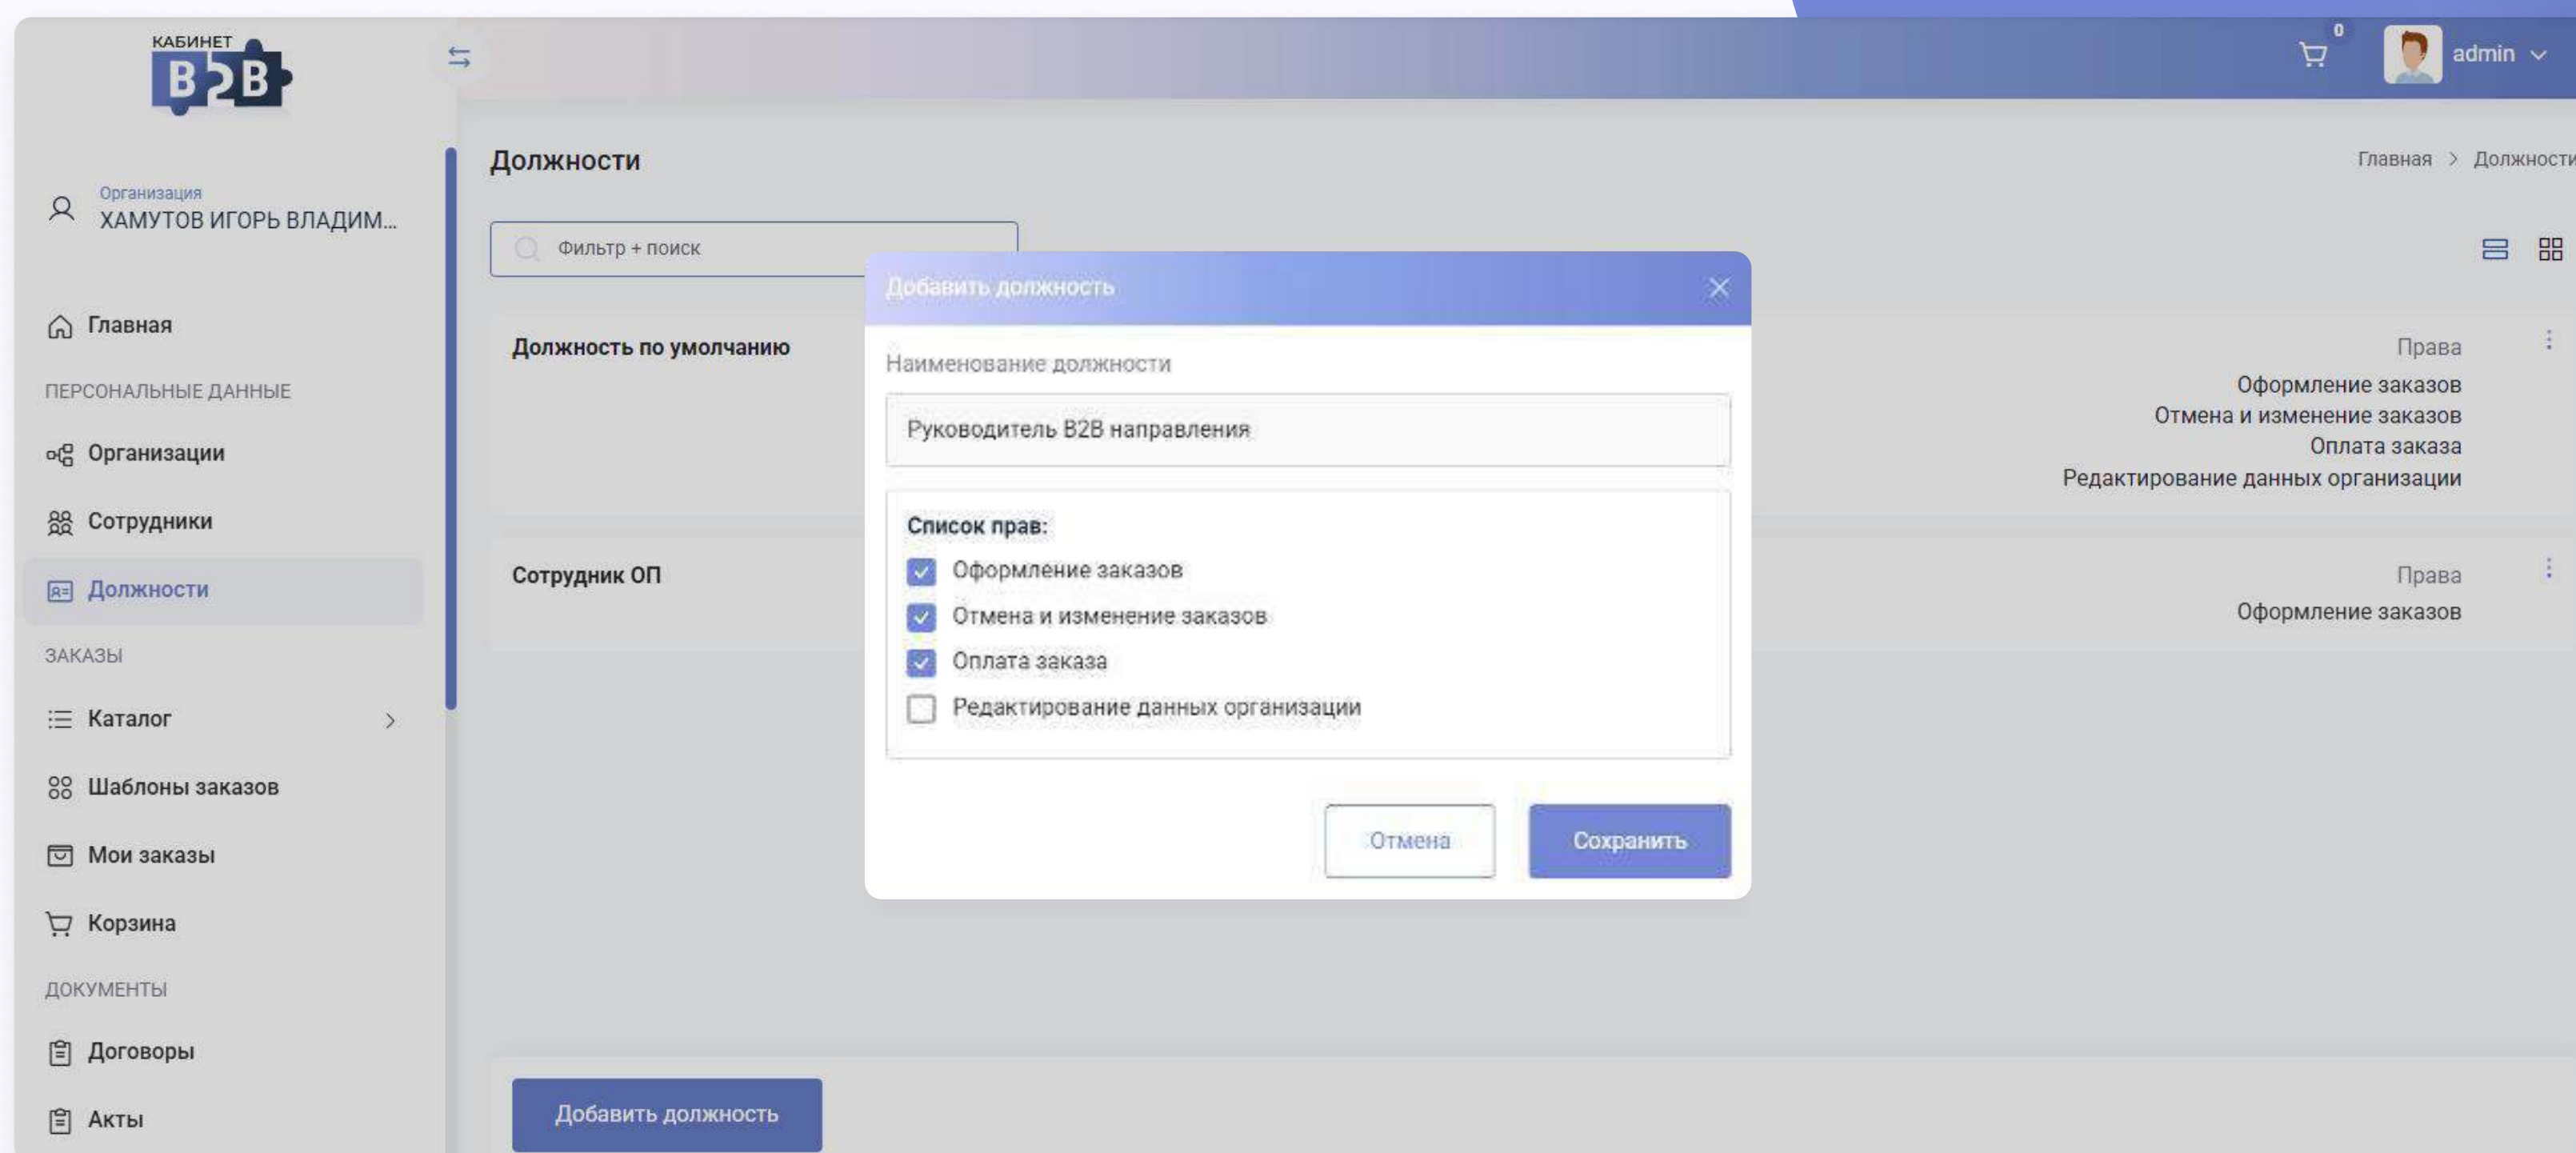 КАБИНЕТ
B2B
0
admin
Организация
ХАМУТОВ ИГОРЬ ВЛАДИМ...
Главная
ПЕРСОНАЛЬНЫЕ ДАННЫЕ
Организации
Сотрудники
Должности
ЗАКАЗЫ
Каталог
Шаблоны заказов
Мои заказы
Корзина
ДОКУМЕНТЫ
Договоры
Акты
Должности
Главная > Должности
Фильтр + поиск
Должность по умолчанию
Права
Оформление заказов
Отмена и изменение заказов
Оплата заказа
Редактирование данных организации
Сотрудник ОП
Права
Оформление заказов
Добавить должность
Наименование должности
Руководитель B2B направления
Список прав:
Оформление заказов
Отмена и изменение заказов
Оплата заказа
Редактирование данных организации
Отмена
Сохранить
Добавить должность